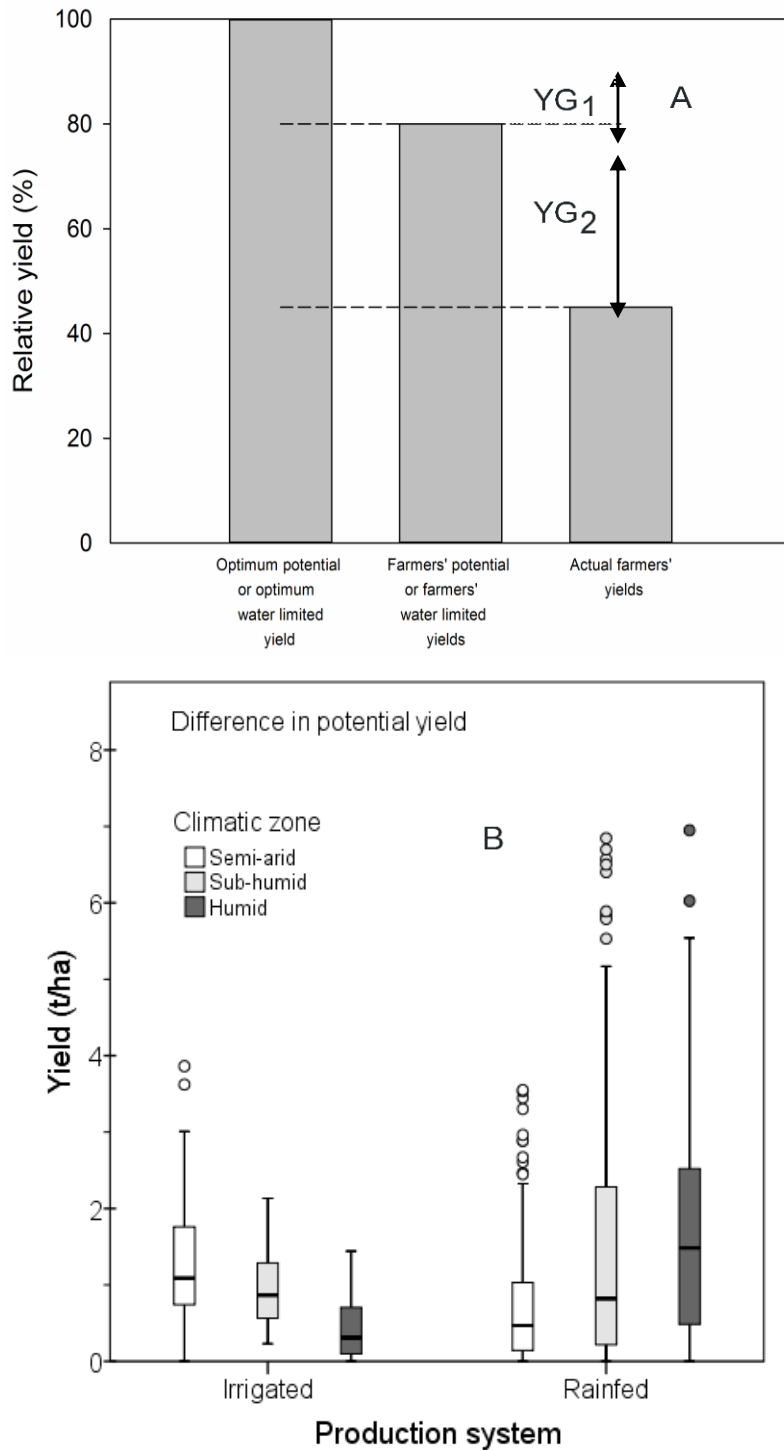 100
80
60
40
20
0
Relative yield (%)
YG1
A
YG2
Optimum potential
or optimum
water limited
yield
Farmers' potential
or farmers'
water limited
yields
Actual farmers'
yields
Difference in potential yield
8
Climatic zone
B
Semi-arid
Sub-humid
Humid
6
4
2
0
Yield (t/ha)
Irrigated
Rainfed
Production system